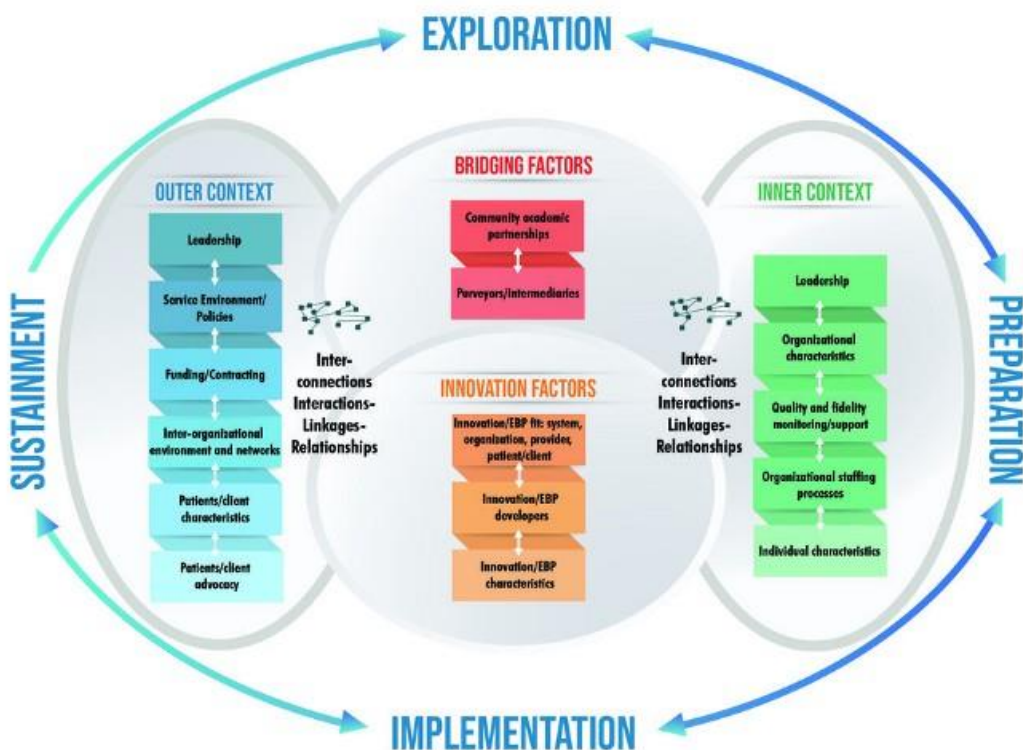 EXPLORATION
BRIDGING FACTORS
OUTER CONTEXT
INNER CONTEXT
Community academic
partnerships
Leadership
Purveyors/Intermediaries
Leadership
Service Environment/
Policies
Organizational
characteristics
Inter-
connections
Interactions-
Linkages-
Relationships
Inter-
connections
Interactions-
Linkages-
Relationships
Funding/Contracting
INNOVATION FACTORS
SUSTAINMENT
PREPARATION
Innovation/EBP fit: system,
organization, provider,
patient/client
Quality and fidelity
monitoring/support
Inter-organizational
environment and networks
Organizational staffing
processes
Patients/client
characteristics
Innovation/EBP
developers
Individual characteristics
Patients/client
advocacy
Innovation/EBP
characteristics
IMPLEMENTATION